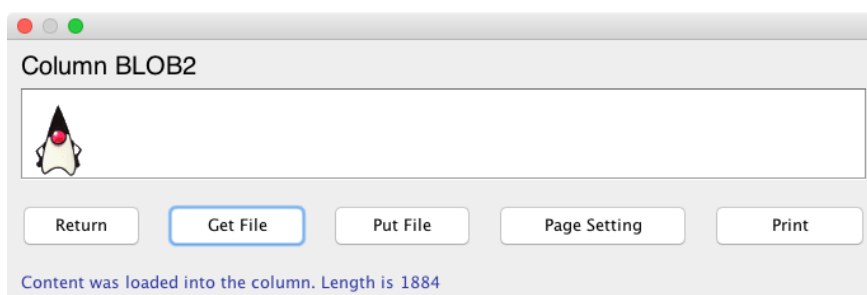 Column BLOB2
Return Get File Put File Page Setting Print
Content was loaded into the column. Length is 1884